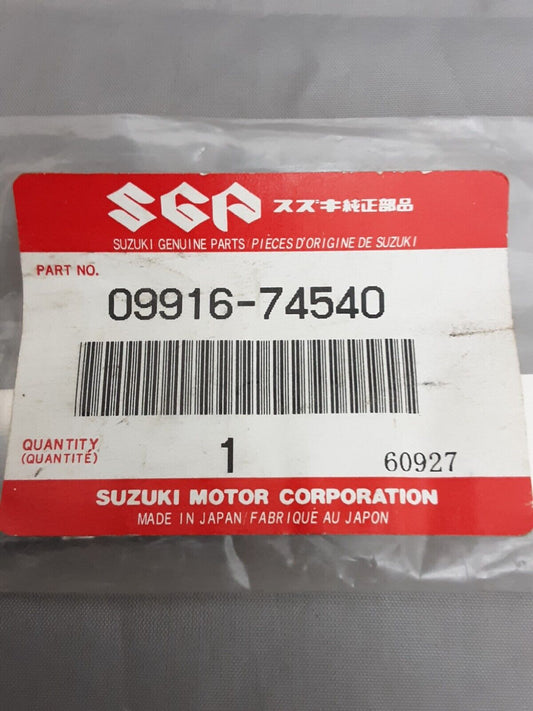 SGP スズキ純正部品
SUZUKI GENUINE PARTS/PIÈCES D'ORIGINE DE SUZUKI
PART NO.
09916-74540
QUANTITY 1
(QUANTITÉ) 60927
SUZUKI MOTOR CORPORATION
MADE IN JAPAN/FABRIQUÉ AU JAPON